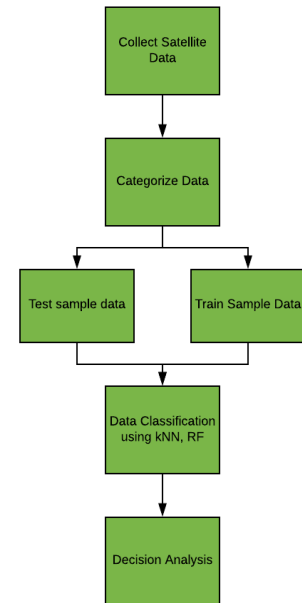 Collect Satellite
Data
Categorize Data
Test sample data
Train Sample Data
Data Classification
using kNN, RF
Decision Analysis